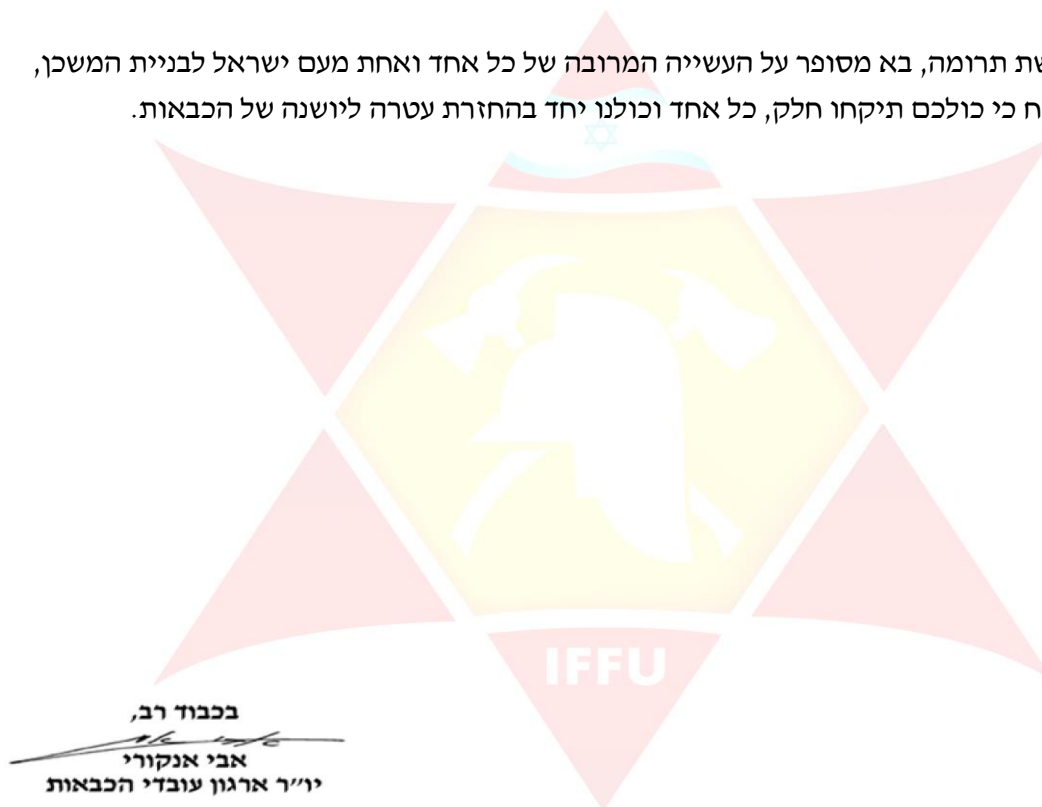 תרומה, בא מסופר על העשייה המרובה של כל אחד ואחת מעם ישראל לבניית המשכן,
כי כולכם תיקחו חלק, כל אחד וכולנו יחד בהחזרת עטרה ליושנה של הכבאות.
IFFU
בכבוד רב,
אבי אנקורי
יו״ר ארגון עובדי הכבאות